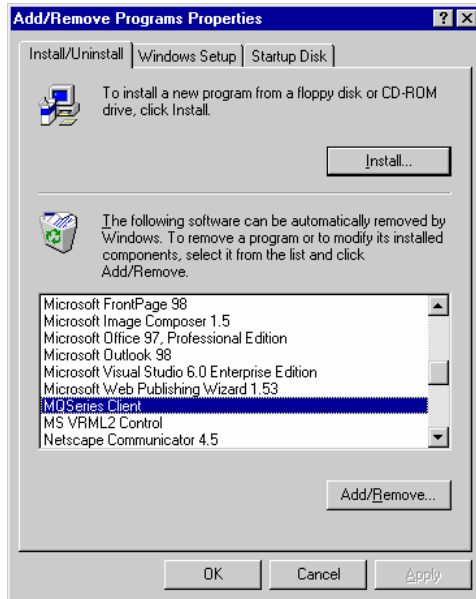 Add/Remove Programs Properties
Install/Uninstall
Windows Setup
Startup Disk
To install a new program from a floppy disk or CD-ROM
drive, click Install.
Install...
The following software can be automatically removed by
Windows. To remove a program or to modify its installed
components, select it from the list and click
Add/Remove.
Microsoft FrontPage 98
Microsoft Image Composer 1.5
Microsoft Office 97, Professional Edition
Microsoft Outlook 98
Microsoft Visual Studio 6.0 Enterprise Edition
Microsoft Web Publishing Wizard 1.53
MQSeries Client
MS VRML2 Control
Netscape Communicator 4.5
Add/Remove...
OK
Cancel
Apply